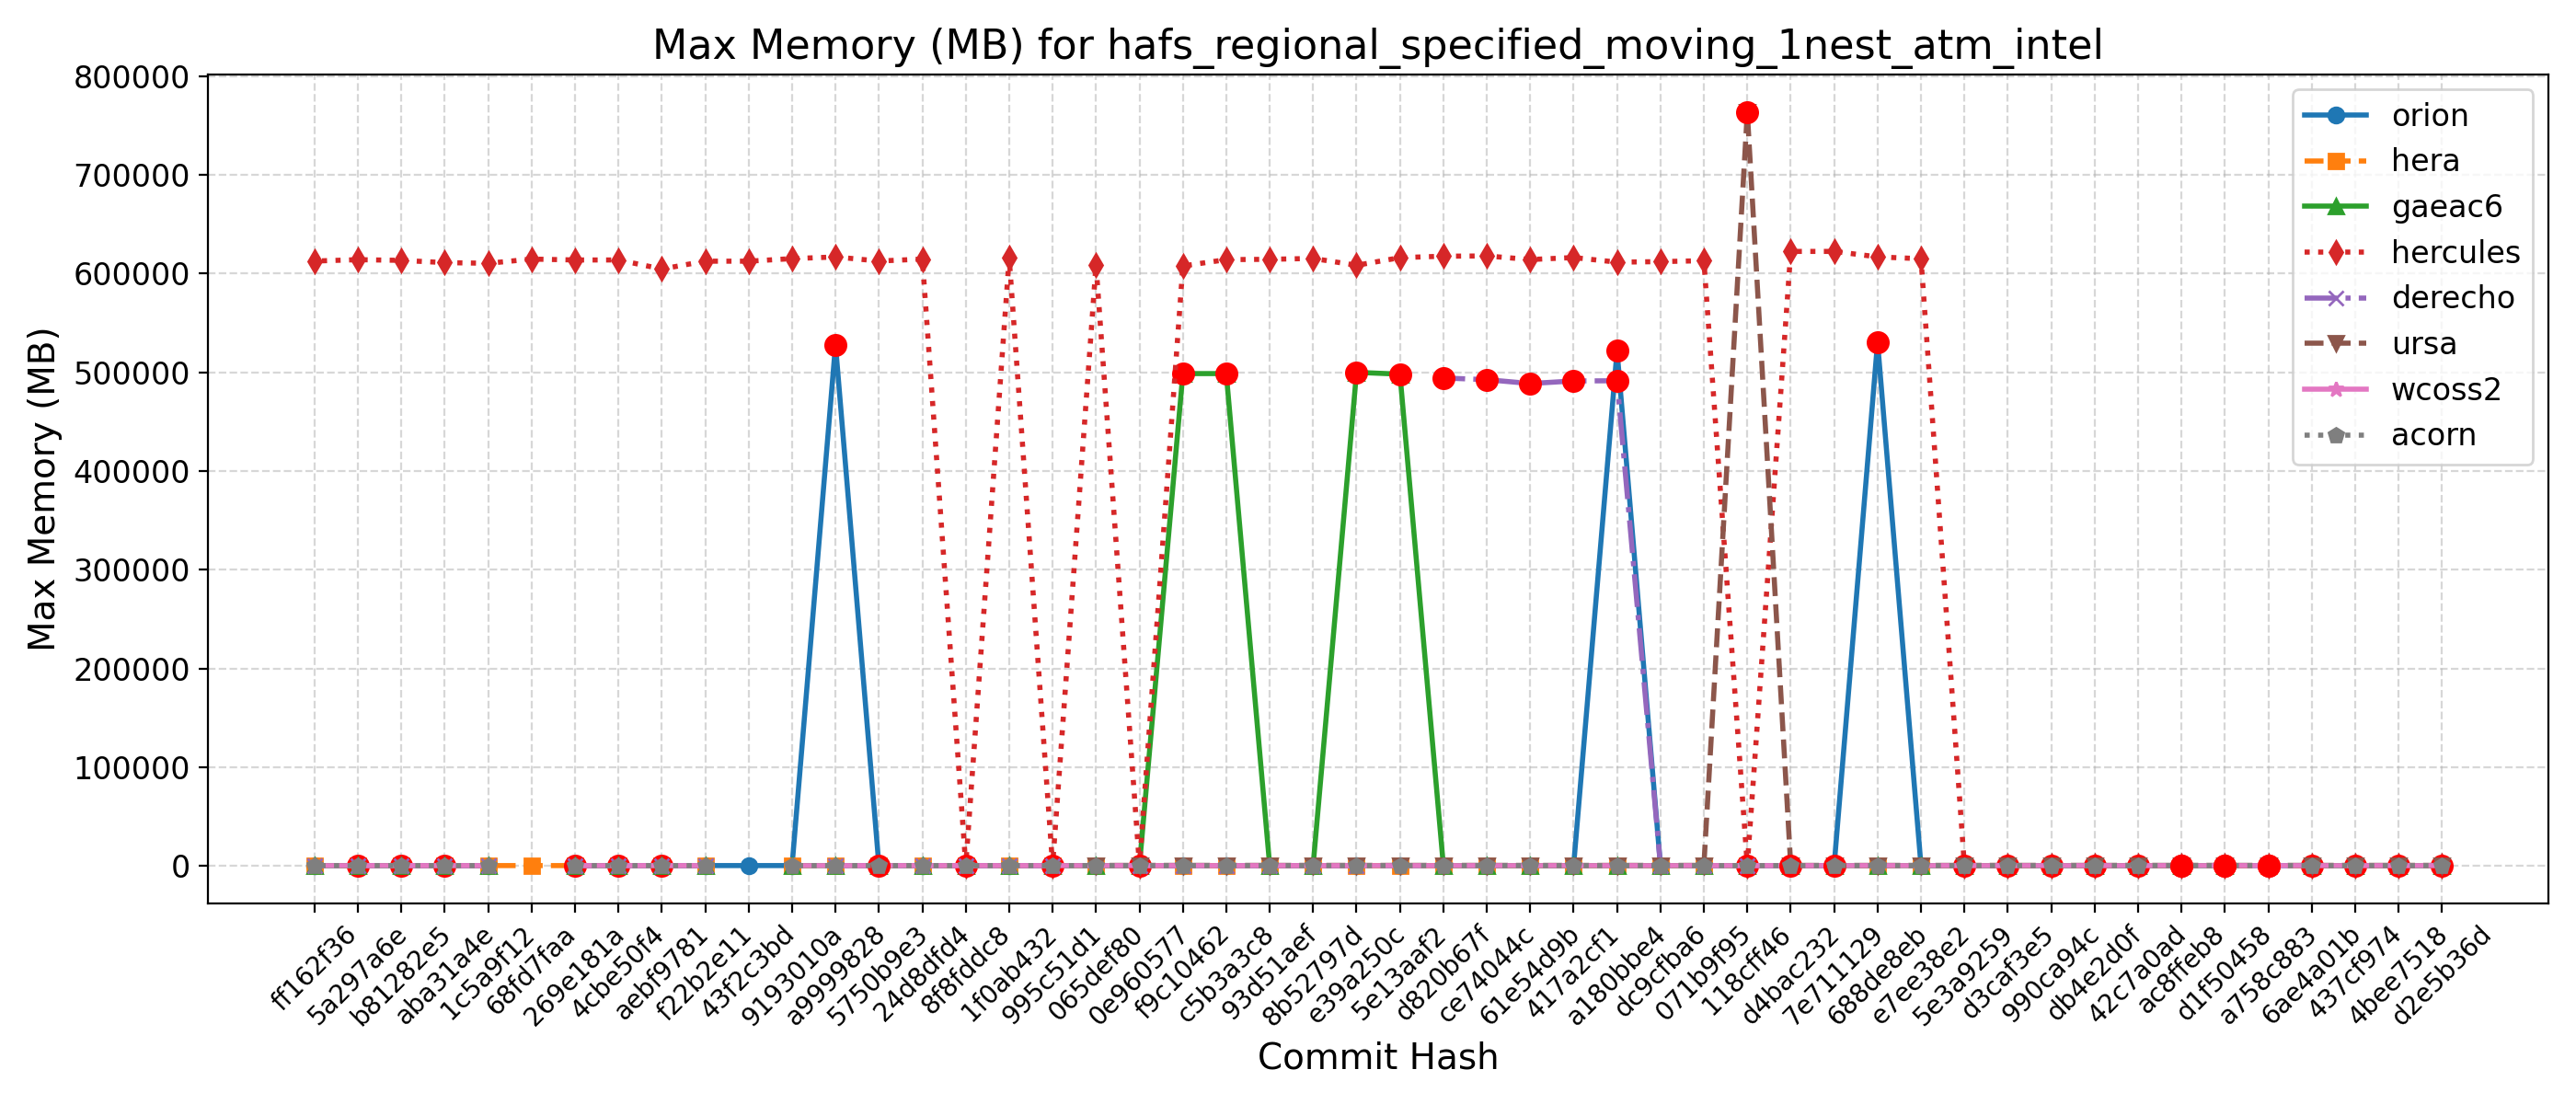 Max Memory (MB) for hafs_regional_specified_moving_1nest_atm_intel
Max Memory (MB)
800000
700000
600000
500000
400000
300000
200000
100000
0
orion
hera
gaeac6
hercules
derecho
ursa
wcoss2
acorn
ff162f36
5a297a6e
b81282e5
aba31a4e
1c5a9f12
68fd7faa
269e181a
4cbe50f4
aebf9781
f22b2e11
43f2c3bd
9193010a
a9999828
5750b9e3
24d8dfd4
8f8fddc8
1f0ab432
995c51d1
065def80
0e960577
f9c10462
c5b3a3c8
93d51aef
8b52797d
e39a250c
5e13aaf2
d820b67f
ce74044c
61e54d9b
417a2cf1
a180bbe4
dc9cfba6
071b9f95
118cff46
d4bac232
7e711129
688de8eb
e7ee38e2
5e3a9259
d3caf3e5
990ca94c
db4e2d0f
42c7a0ad
ac8ffeb8
d1f50458
a758c883
6ae4a01b
437cf974
4bee7518
d2e5b36d
Commit Hash